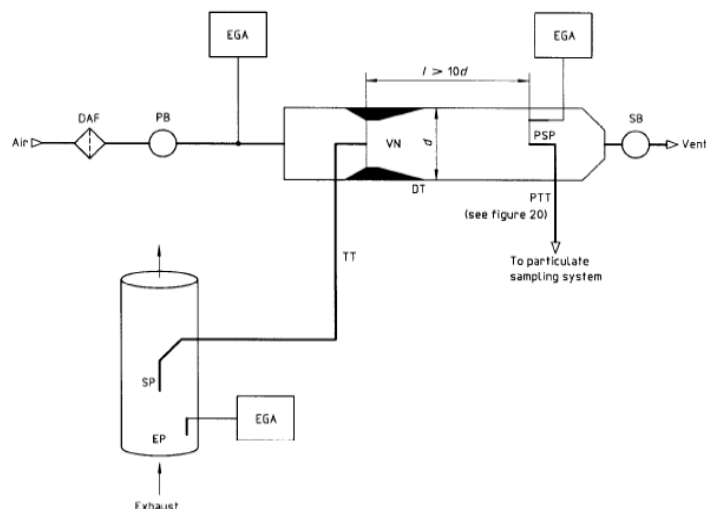 EGA
EGA
l > 10d
DAF
PB
SB
Air
VN
d
PSP
Vent
DT
PTT
(see figure 20)
TT
To particulate
sampling system
SP
EGA
EP
Exhaust